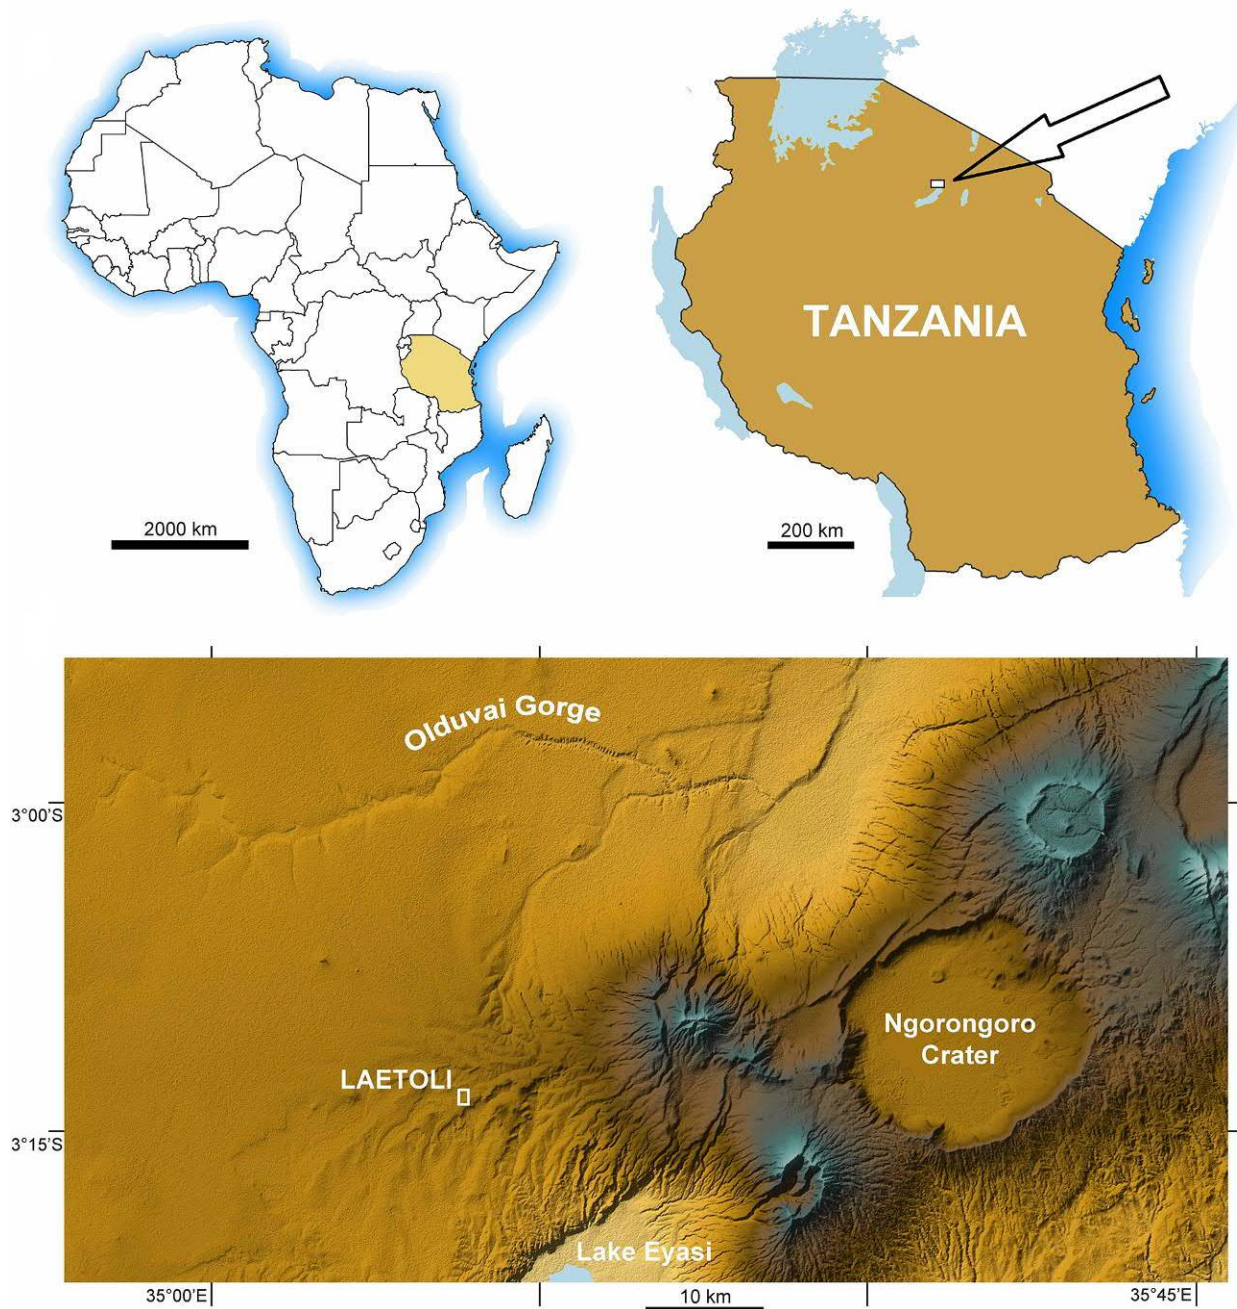 2000 km
TANZANIA
200 km
Olduvai Gorge
3°00'S
Ngorongoro
Crater
LAETOLI
3°15'S
Lake Eyasi
35°00'E
10 km
35°45'E